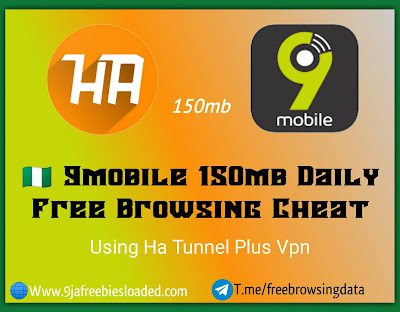 HA
150mb
9
mobile
9mobile 150mb Daily
Free Browsing Cheat
Using Ha Tunnel Plus Vpn
Www.9jafreebiesloaded.com
T.me/freebrowsingdata